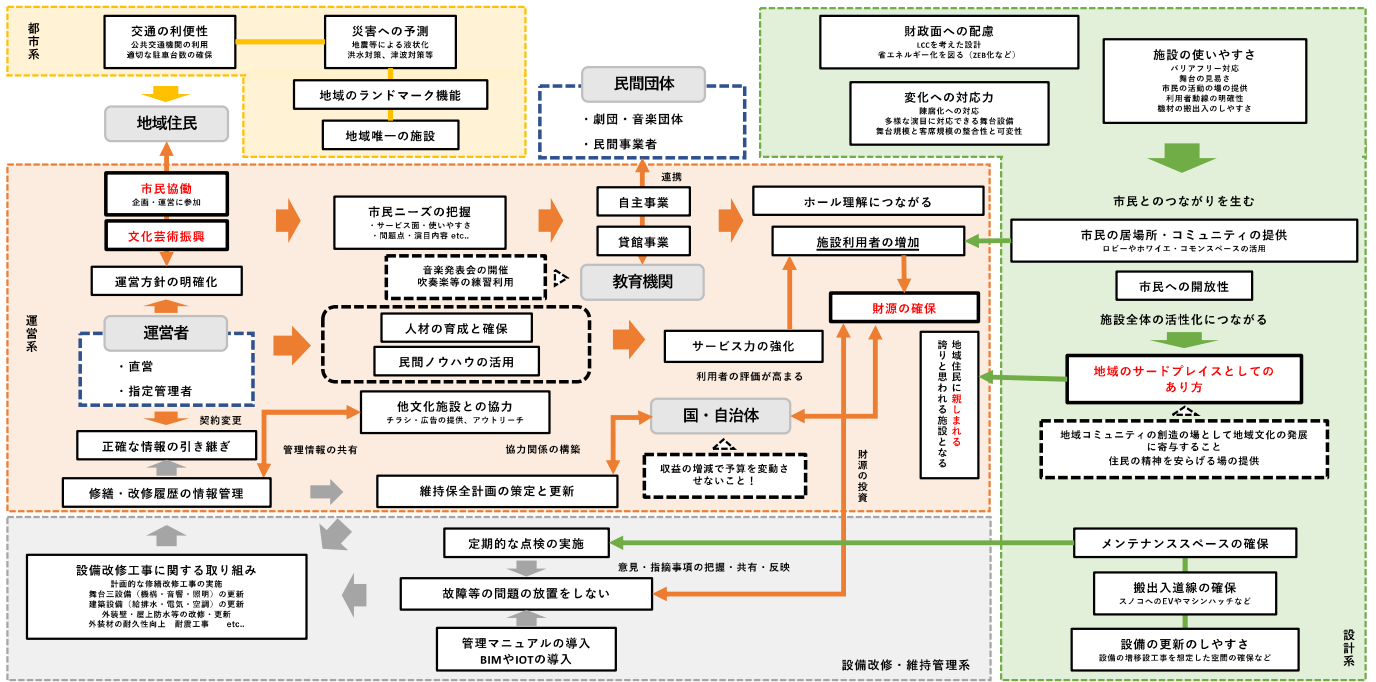 都市系
交通の利便性
公共交通機関の利用
適切な駐車台数の確保
災害への予測
地震等による液状化
洪水対策、津波対策等
地域のランドマーク機能
地域唯一の施設
地域住民
民間団体
・劇団・音楽団体
・民間事業者
財政面への配慮
LCCを考えた設計
省エネルギー化を図る（ZEB化など）
施設の使いやすさ
バリアフリー対応
舞台の見易さ
市民の活動の場の提供
利用者動線の明確性
機材の搬出入のしやすさ
変化への対応力
陳腐化への対応
多様な演目に対応できる舞台設備
舞台規模と客席規模の整合性と可変性
市民とのつながりを生む
市民の居場所・コミュニティの提供
ロビーやホワイエ・コモンスペースの活用
市民への開放性
施設全体の活性化につながる
地域のサードプレイスとしての
あり方
地域コミュニティの創造の場として地域文化の発展
に寄与すること
住民の精神を安らげる場の提供
メンテナンススペースの確保
搬出入道線の確保
スノコへのEVやマシンハッチなど
設備の更新のしやすさ
設備の増移設工事を想定した空間の確保など
設計系
運営系
市民協働
企画・運営に参加
文化芸術振興
運営方針の明確化
運営者
・直営
・指定管理者
契約変更
正確な情報の引き継ぎ
修繕・改修履歴の情報管理
市民ニーズの把握
・サービス面・使いやすさ
・問題点・演目内容 etc..
音楽発表会の開催
吹奏楽等の練習利用
人材の育成と確保
民間ノウハウの活用
他文化施設との協力
チラシ・広告の提供、アウトリーチ
管理情報の共有
協力関係の構築
維持保全計画の策定と更新
連携
自主事業
貸館事業
教育機関
ホール理解につながる
施設利用者の増加
財源の確保
サービス力の強化
利用者の評価が高まる
地域住民に親しまれる
誇りと思われる施設となる
国・自治体
収益の増減で予算を変動さ
せないこと！
財源の投資
設備改修工事に関する取り組み
計画的な修繕改修工事の実施
舞台三設備（機構・音響・照明）の更新
建築設備（給排水・電気・空調）の更新
外装壁・屋上防水等の改修・更新
外装材の耐久性向上　耐震工事　etc..
定期的な点検の実施
意見・指摘事項の把握・共有・反映
故障等の問題の放置をしない
管理マニュアルの導入
BIMやIOTの導入
設備改修・維持管理系